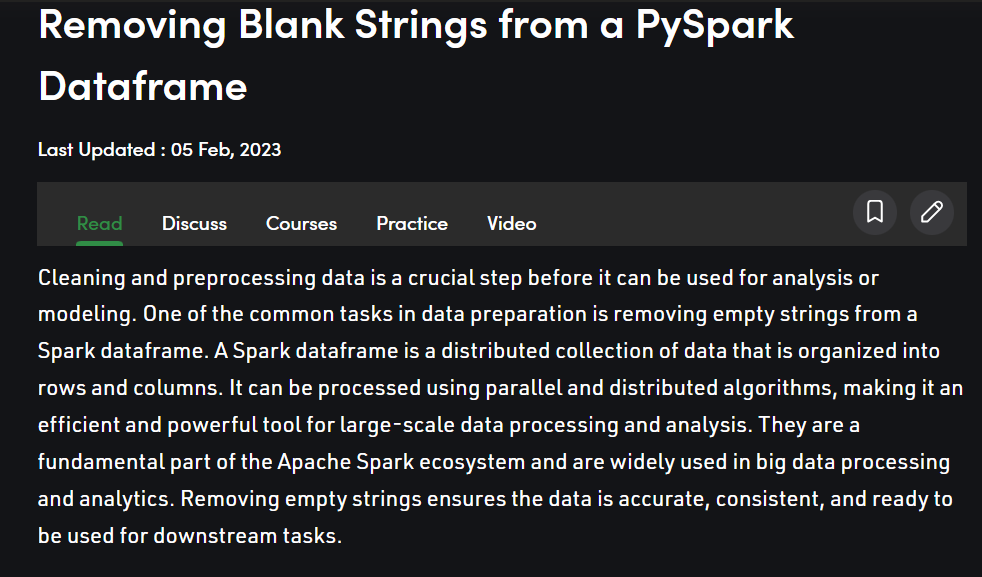 Removing Blank Strings from a PySpark
Dataframe
Last Updated : 05 Feb, 2023
Read Discuss Courses Practice Video
Cleaning and preprocessing data is a crucial step before it can be used for analysis or
modeling. One of the common tasks in data preparation is removing empty strings from a
Spark dataframe. A Spark dataframe is a distributed collection of data that is organized into
rows and columns. It can be processed using parallel and distributed algorithms, making it an
efficient and powerful tool for large-scale data processing and analysis. They are a
fundamental part of the Apache Spark ecosystem and are widely used in big data processing
and analytics. Removing empty strings ensures the data is accurate, consistent, and ready to
be used for downstream tasks.